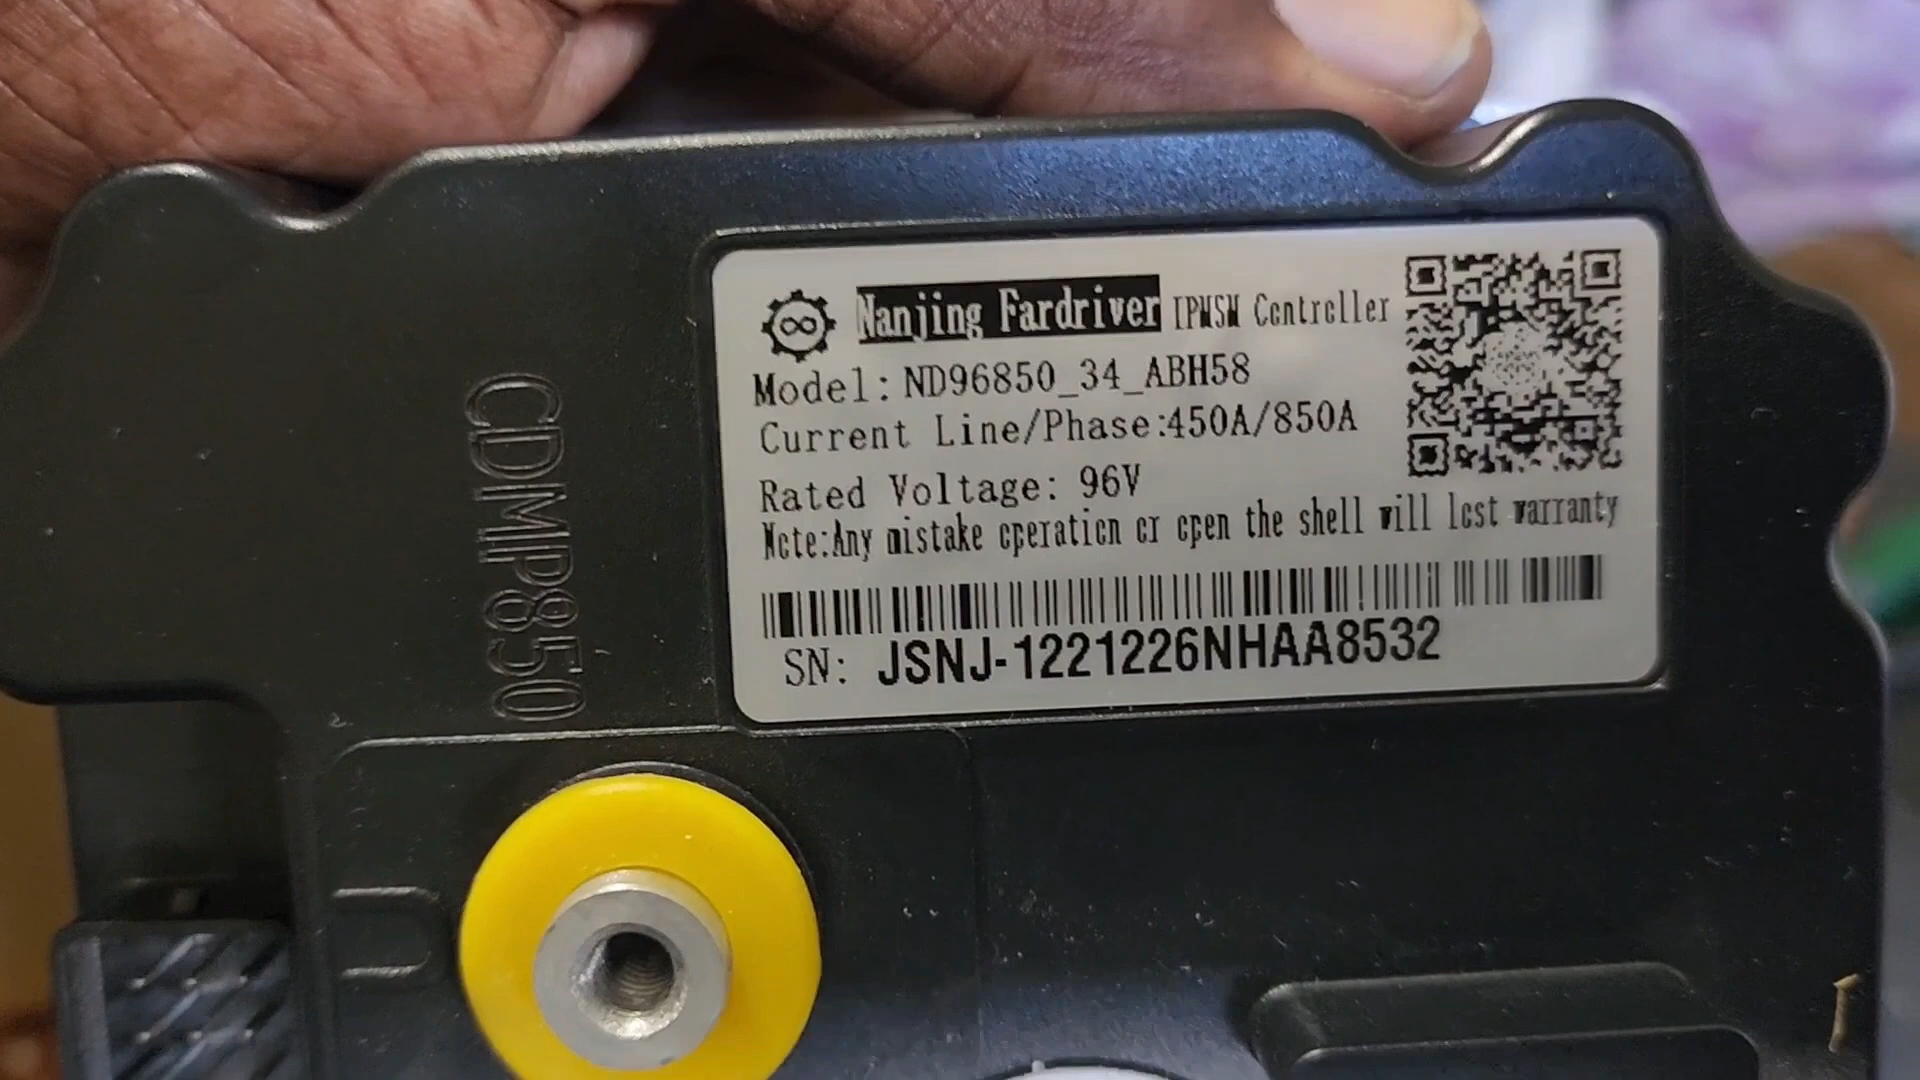 Nanjing Fardriver IPMSM Controller
Model: ND96850_34_ABH58
Current Line/Phase:450A/850A
Rated Voltage: 96V
Note:Any mistake operation or open the shell will lost warranty
SN: JSNJ-1221226NHAA8532
CDMP850
U